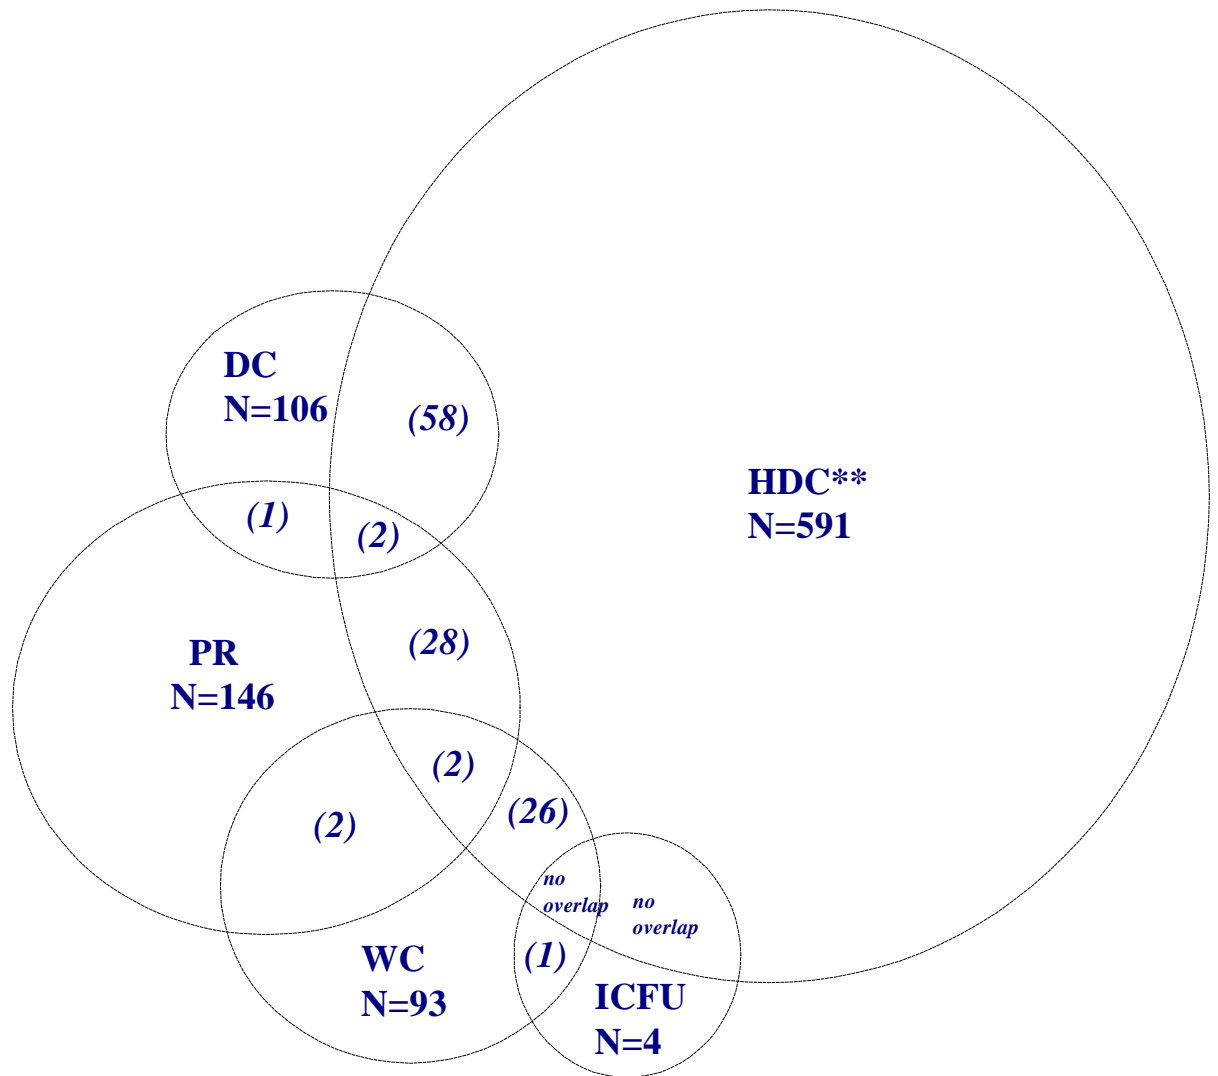 DC
N=106
(58)
HDC**
N=591
(1)
(2)
PR
N=146
(28)
(2)
(2)
(26)
no
overlap
no
overlap
WC
N=93
(1)
ICFU
N=4